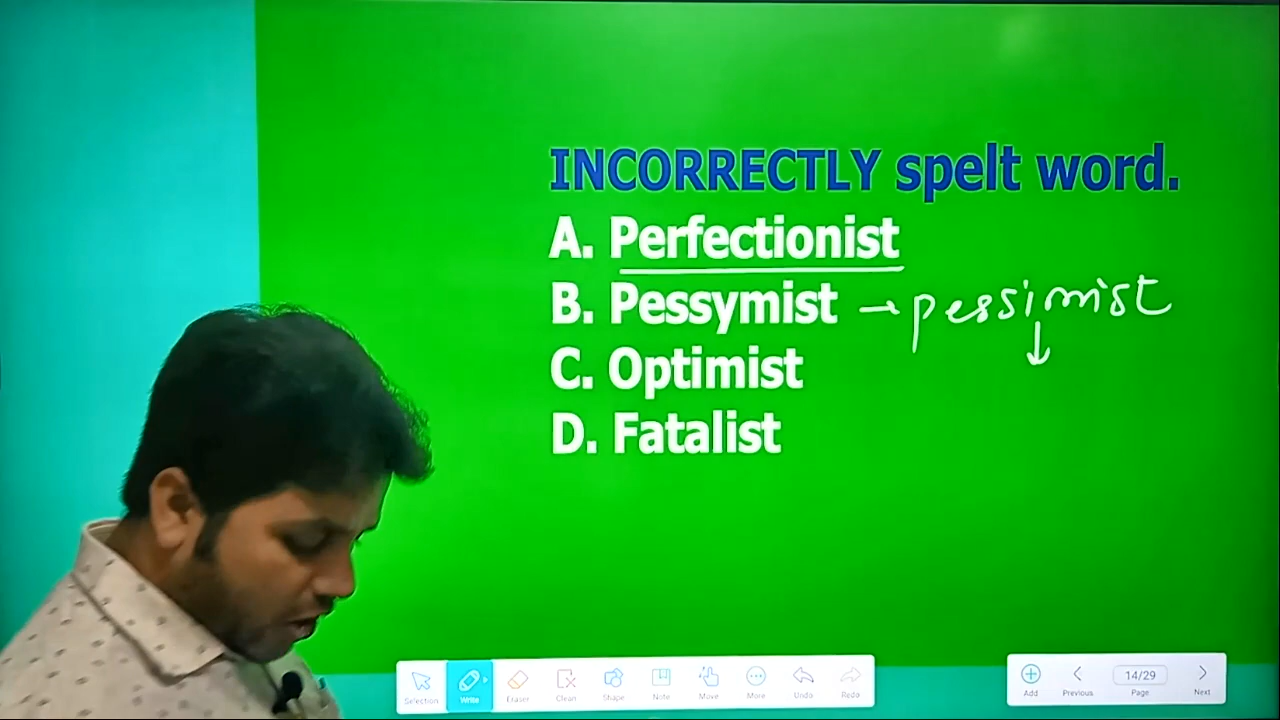 INCORRECTLY spelt word.
A. Perfectionist
B. Pessymist → pessimist
C. Optimist
D. Fatalist
Selection Write Eraser Clean Shape Note Move More Undo Redo
Add Previous 14/29 Page Next